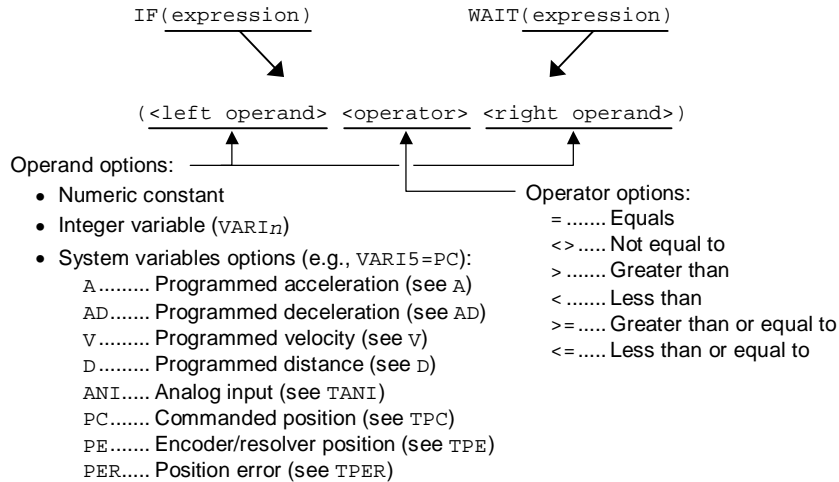 IF(expression) WAIT(expression)
(<left operand> <operator> <right operand>)
Operand options:
• Numeric constant
• Integer variable (VARIn)
• System variables options (e.g., VARI5=PC):
A ......... Programmed acceleration (see A)
AD....... Programmed deceleration (see AD)
V ......... Programmed velocity (see V)
D ......... Programmed distance (see D)
ANI..... Analog input (see TANI)
PC....... Commanded position (see TPC)
PE....... Encoder/resolver position (see TPE)
PER..... Position error (see TPER)
Operator options:
= ....... Equals
<> ..... Not equal to
> ....... Greater than
< ....... Less than
>= ..... Greater than or equal to
<= ..... Less than or equal to